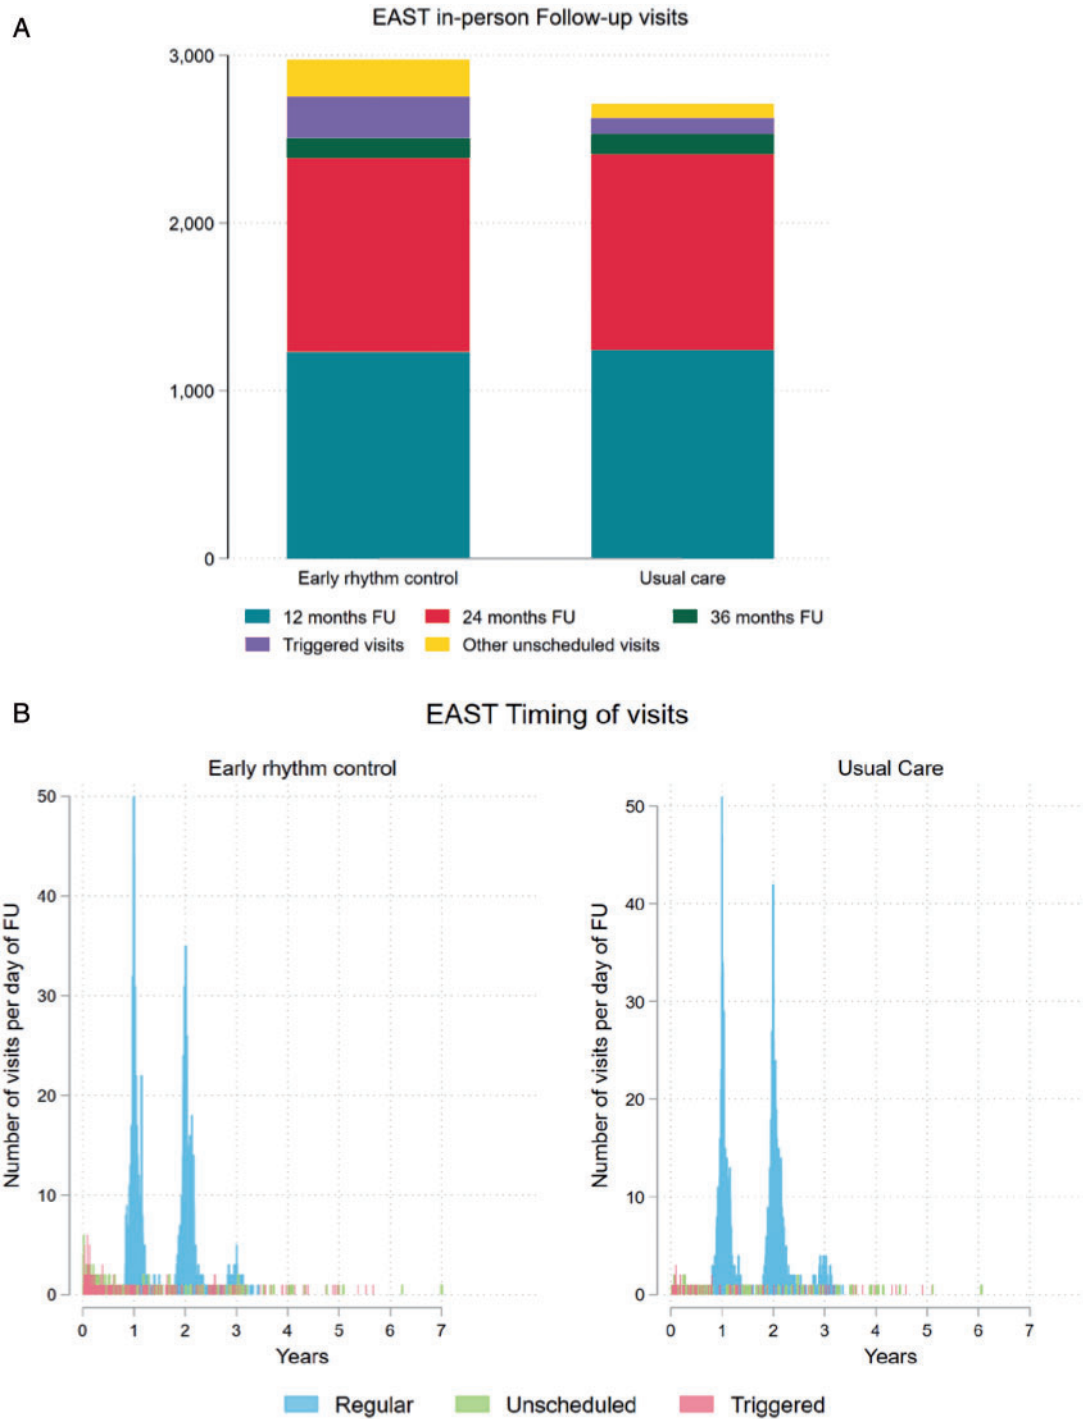 A
EAST in-person Follow-up visits
3,000
2,000
1,000
0
Early rhythm control Usual care
12 months FU 24 months FU 36 months FU
Triggered visits Other unscheduled visits
B
EAST Timing of visits
Early rhythm control
Number of visits per day of FU
50
40
30
20
10
0
0 1 2 3 4 5 6 7
Years
Usual Care
Number of visits per day of FU
50
40
30
20
10
0
0 1 2 3 4 5 6 7
Years
Regular Unscheduled Triggered